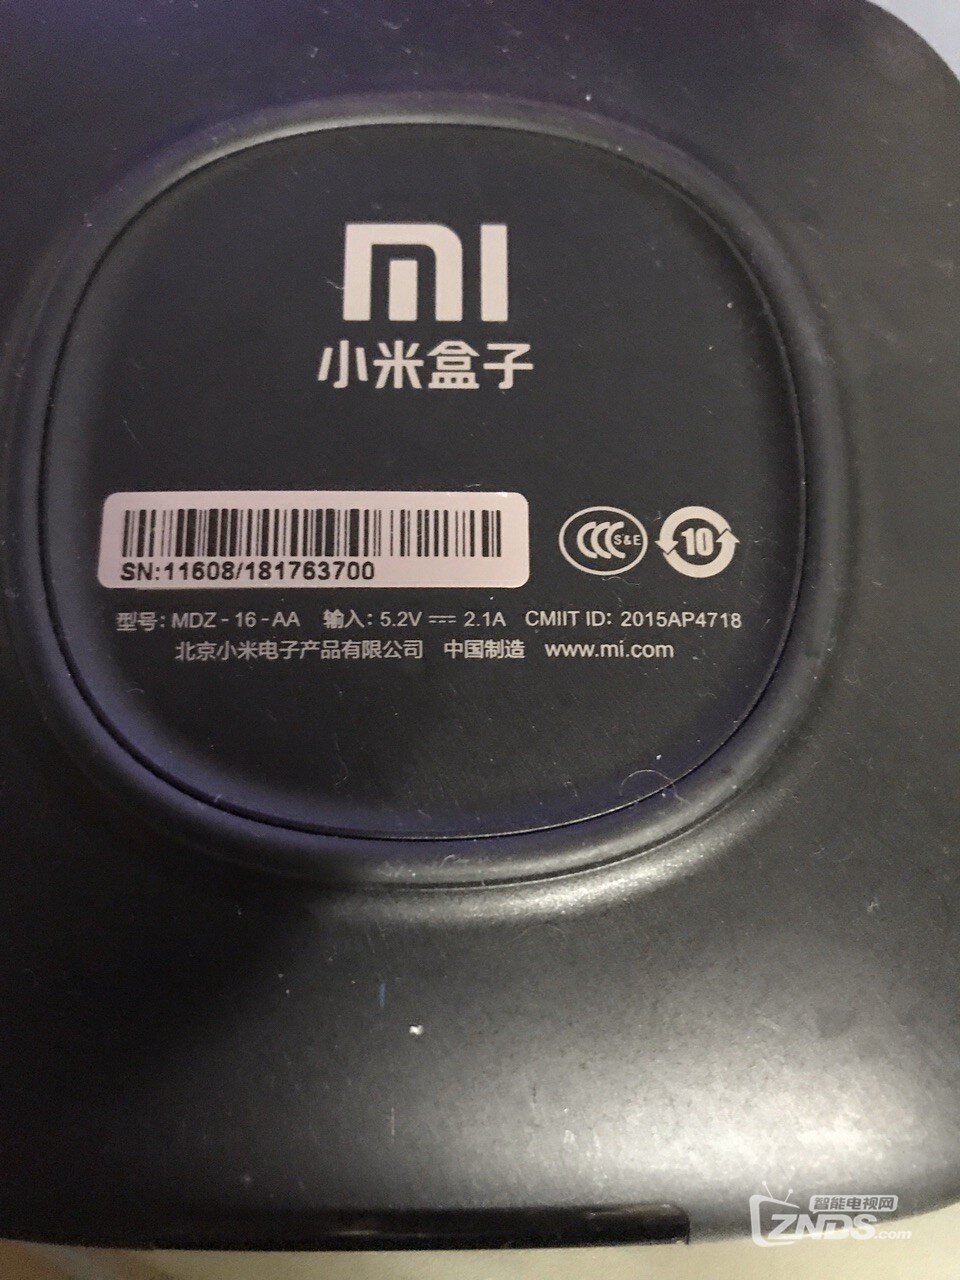 mi
小米盒子
SN:11608/181763700
S&E
10
型号: MDZ-16-AA 输入: 5.2V ⎓ 2.1A CMIIT ID: 2015AP4718
北京小米电子产品有限公司 中国制造 www.mi.com
智能电视网
ZNDS.com